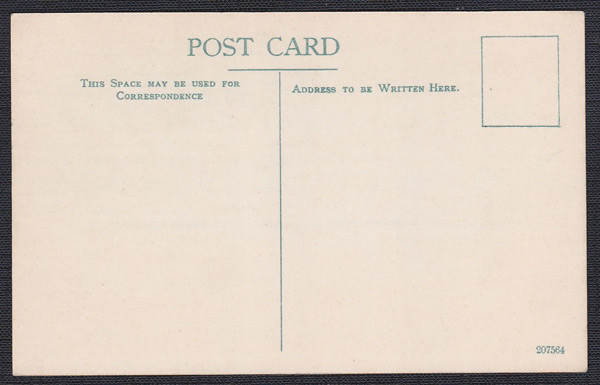 POST CARD
THIS SPACE MAY BE USED FOR
CORRESPONDENCE
ADDRESS TO BE WRITTEN HERE.
207564